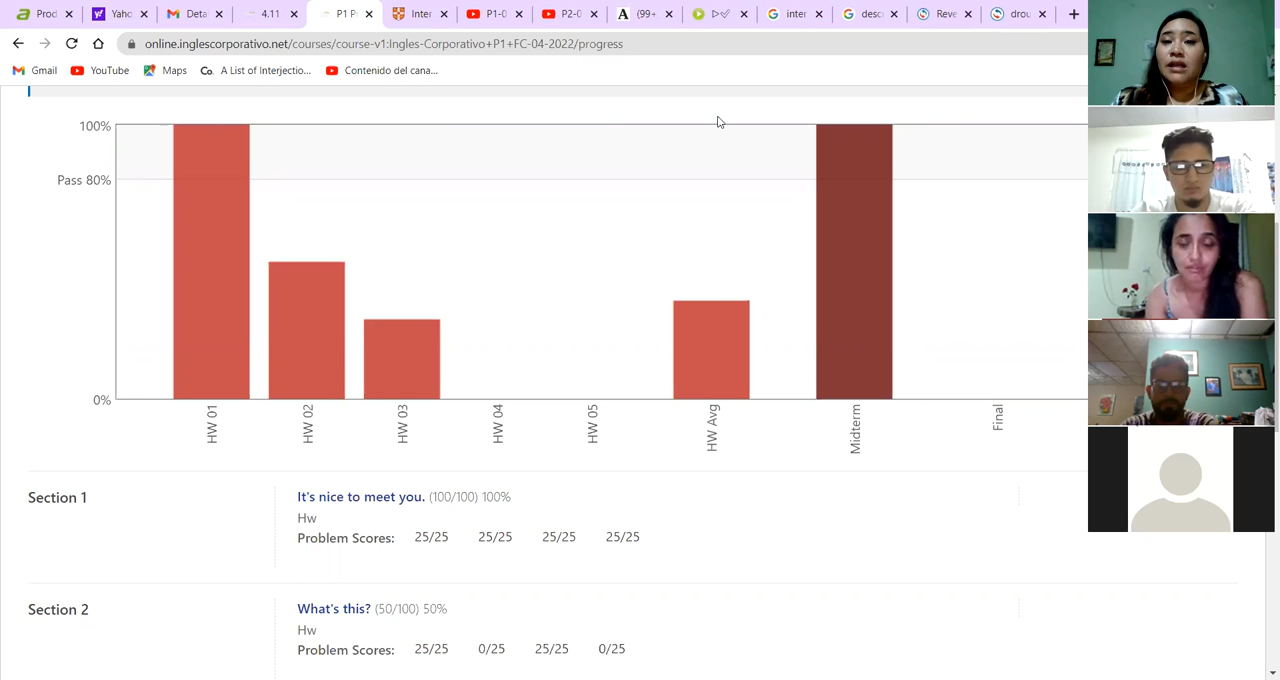 Prod
Yaho
Deta
4.11
P1 P
Inter
P1-0
P2-0
(99+
inter
desc
Reve
drou
online.inglescorporativo.net/courses/course-v1:Ingles-Corporativo+P1+FC-04-2022/progress
Gmail
YouTube
Maps
Co.
A List of Interjectio...
Contenido del cana...
100%
Pass 80%
0%
HW 01
HW 02
HW 03
HW 04
HW 05
HW Avg
Midterm
Final
Section 1
It's nice to meet you. (100/100) 100%
Hw
Problem Scores: 25/25 25/25 25/25 25/25
Section 2
What's this? (50/100) 50%
Hw
Problem Scores: 25/25 0/25 25/25 0/25